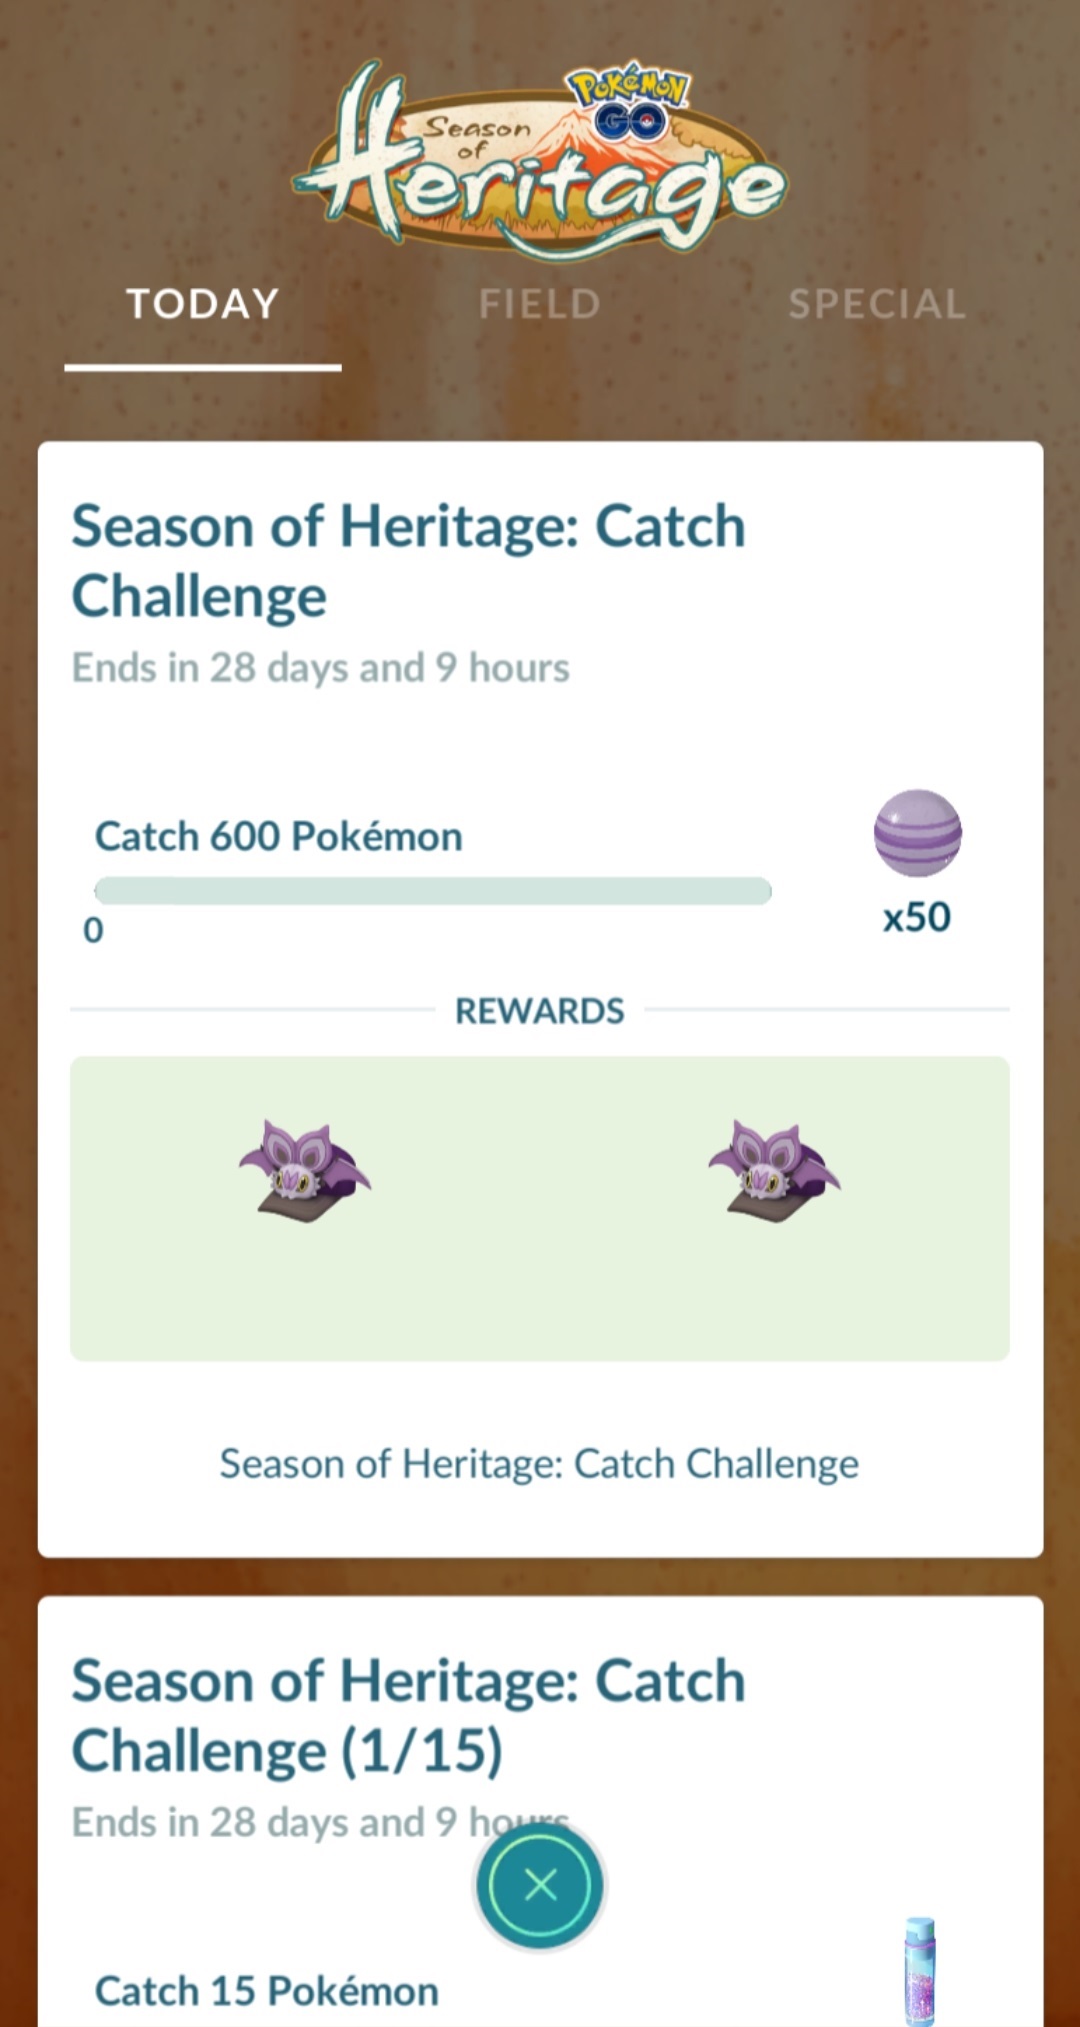 Season
of
POKÉMON
GO
Heritage
TODAY
FIELD
SPECIAL
Season of Heritage: Catch
Challenge
Ends in 28 days and 9 hours
Catch 600 Pokémon
0
x50
REWARDS
Season of Heritage: Catch Challenge
Season of Heritage: Catch
Challenge (1/15)
Ends in 28 days and 9 hours
Catch 15 Pokémon